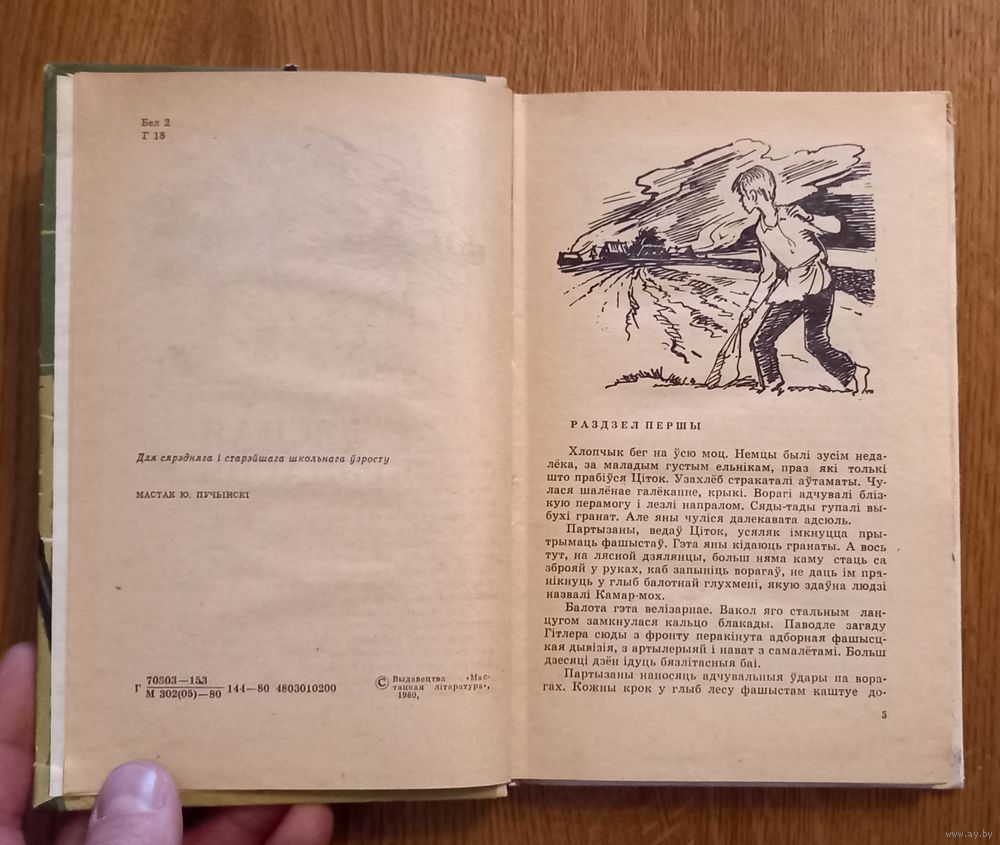 Бел 2
Г 18
Для сярэдняга і старэйшага школьнага ўзросту
МАСТАК Ю. ПУЧЫНСКІ
Г 70303—153
М 302(05)—80 144—80 4803010200
© Выдавецтва «Мас-
тацкая літаратура»,
1980,
РАЗДЗЕЛ ПЕРШЫ
Хлопчык бег на ўсю моц. Немцы былі зусім неда-
лёка, за маладым густым ельнікам, праз які толькі
што прабіўся Ціток. Узахлёб стракаталі аўтаматы. Чу-
лася шалёнае галёканне, крыкі. Ворагі адчувалі бліз-
кую перамогу і лезлі напралом. Сяды-тады гупалі вы-
бухі гранат. Але яны чуліся далекавата адсюль.
Партызаны, ведаў Ціток, усяляк імкнуцца пры-
трымаць фашыстаў. Гэта яны кідаюць гранаты. А вось
тут, на лясной дзялянцы, больш няма каму стаць са
зброяй у руках, каб запыніць ворагаў, не даць ім пра-
нікнуць у глыб балотнай глухмені, якую здаўна людзі
назвалі Камар-мох.
Балота гэта велізарнае. Вакол яго стальным лан-
цугом замкнулася кальцо блакады. Паводле загаду
Гітлера сюды з фронту перакінута адборная фашысц-
кая дывізія, з артылерыяй і нават з самалётамі. Больш
дзесяці дзён ідуць бязлітасныя баі.
Партызаны наносяць адчувальныя ўдары па вора-
гах. Кожны крок у глыб лесу фашыстам каштуе до-
5
www.ay.by